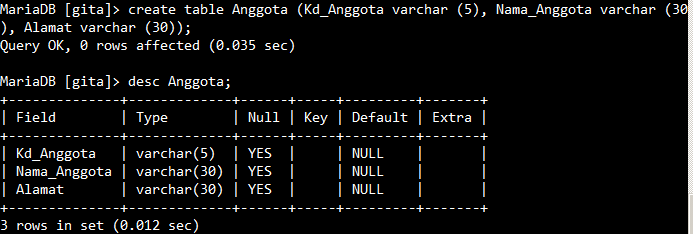 MariaDB [gita]> create table Anggota (Kd_Anggota varchar (5), Nama_Anggota varchar (30
), Alamat varchar (30));
Query OK, 0 rows affected (0.035 sec)

MariaDB [gita]> desc Anggota;
+--------------+-------------+------+-----+---------+-------+
| Field        | Type        | Null | Key | Default | Extra |
+--------------+-------------+------+-----+---------+-------+
| Kd_Anggota   | varchar(5)  | YES  |     | NULL    |       |
| Nama_Anggota | varchar(30) | YES  |     | NULL    |       |
| Alamat       | varchar(30) | YES  |     | NULL    |       |
+--------------+-------------+------+-----+---------+-------+
3 rows in set (0.012 sec)